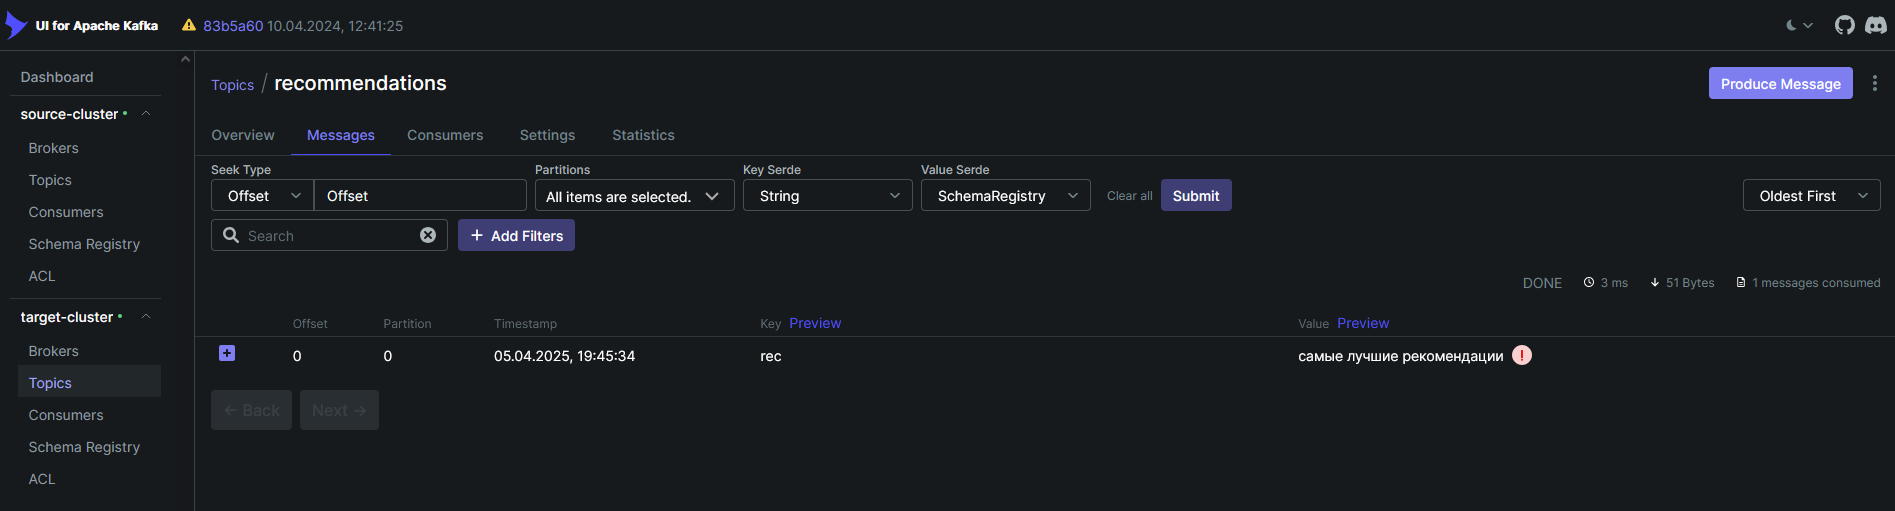 UI for Apache Kafka 83b5a60 10.04.2024, 12:41:25
Dashboard
source-cluster
Brokers
Topics
Consumers
Schema Registry
ACL
target-cluster
Brokers
Topics
Consumers
Schema Registry
ACL
Topics / recommendations
Produce Message
Overview Messages Consumers Settings Statistics
Seek Type Partitions Key Serde Value Serde
Offset Offset All items are selected. String SchemaRegistry Clear all Submit Oldest First
Search + Add Filters
DONE 3 ms 51 Bytes 1 messages consumed
Offset Partition Timestamp Key Preview Value Preview
0 0 05.04.2025, 19:45:34 rec самые лучшие рекомендации !
← Back Next →